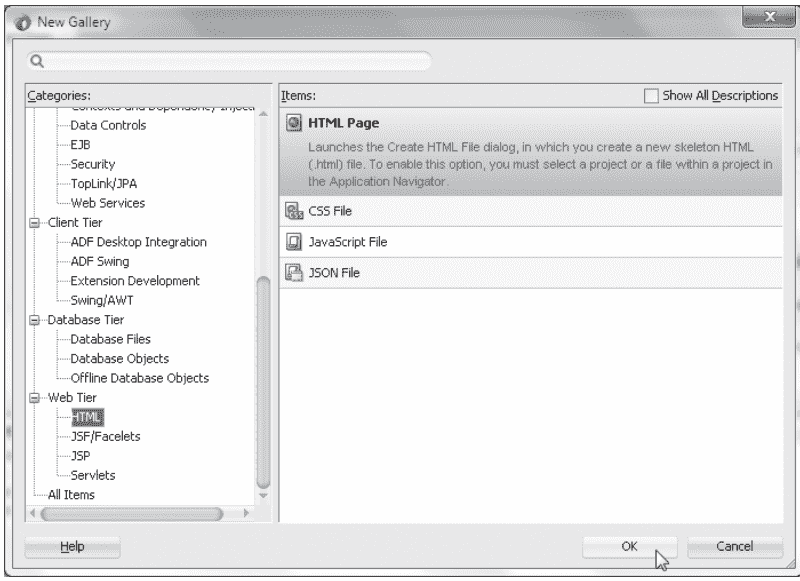 New Gallery
Categories:
Data Controls
EJB
Security
TopLink/JPA
Web Services
Client Tier
ADF Desktop Integration
ADF Swing
Extension Development
Swing/AWT
Database Tier
Database Files
Database Objects
Offline Database Objects
Web Tier
HTML
JSF/Facelets
JSP
Servlets
All Items
Items:
Show All Descriptions
HTML Page
Launches the Create HTML File dialog, in which you create a new skeleton HTML
(.html) file. To enable this option, you must select a project or a file within a project in
the Application Navigator.
CSS File
JavaScript File
JSON File
Help
OK
Cancel